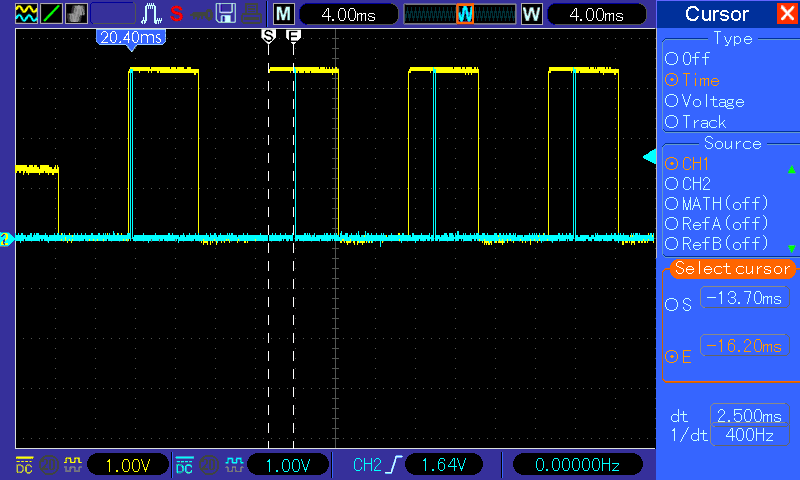 S M 4.00ms W W 4.00ms Cursor
20.40ms
S E
Type
Off
Time
Voltage
Track
Source
CH1
CH2
MATH(off)
RefA(off)
RefB(off)
Select cursor
S -13.70ms
E -16.20ms
dt 2.500ms
1/dt 400Hz
DC 1.00V DC 1.00V CH2 1.64V 0.00000Hz